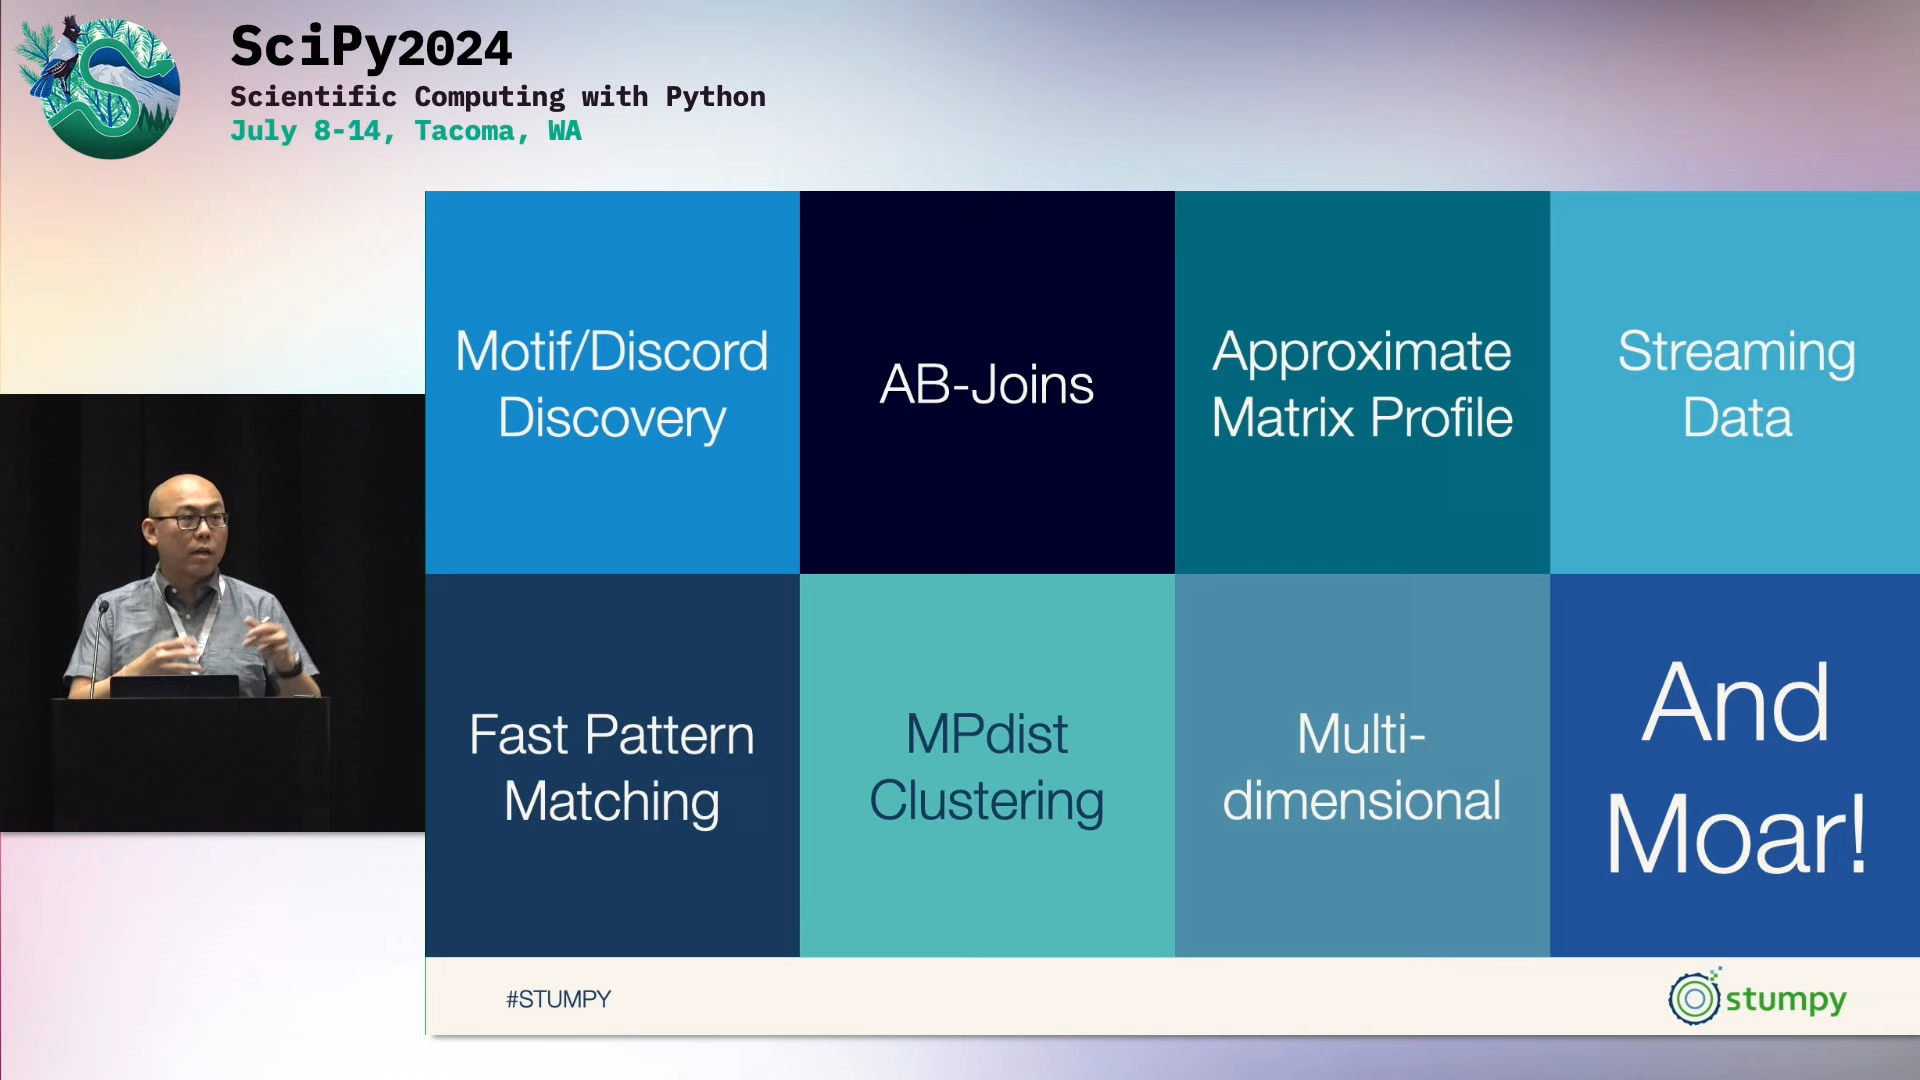 SciPy2024
Scientific Computing with Python
July 8-14, Tacoma, WA
Motif/Discord
Discovery
AB-Joins
Approximate
Matrix Profile
Streaming
Data
Fast Pattern
Matching
MPdist
Clustering
Multi-
dimensional
And
Moar!
#STUMPY
stumpy